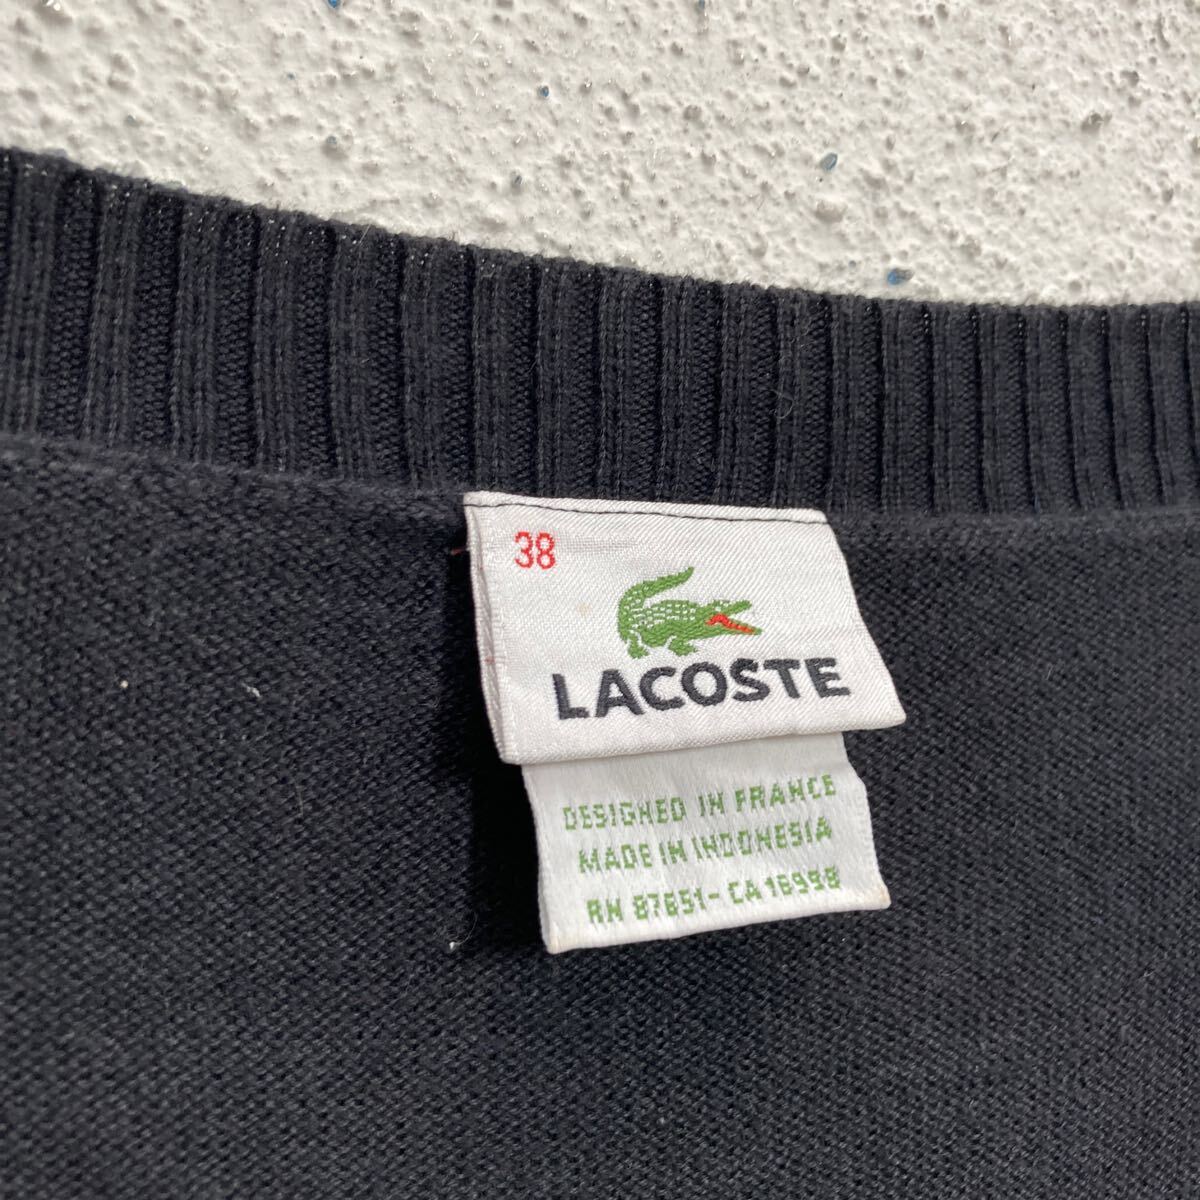 38
LACOSTE
DESIGNED IN FRANCE
MADE IN INDONESIA
RN 87651-CA 16998